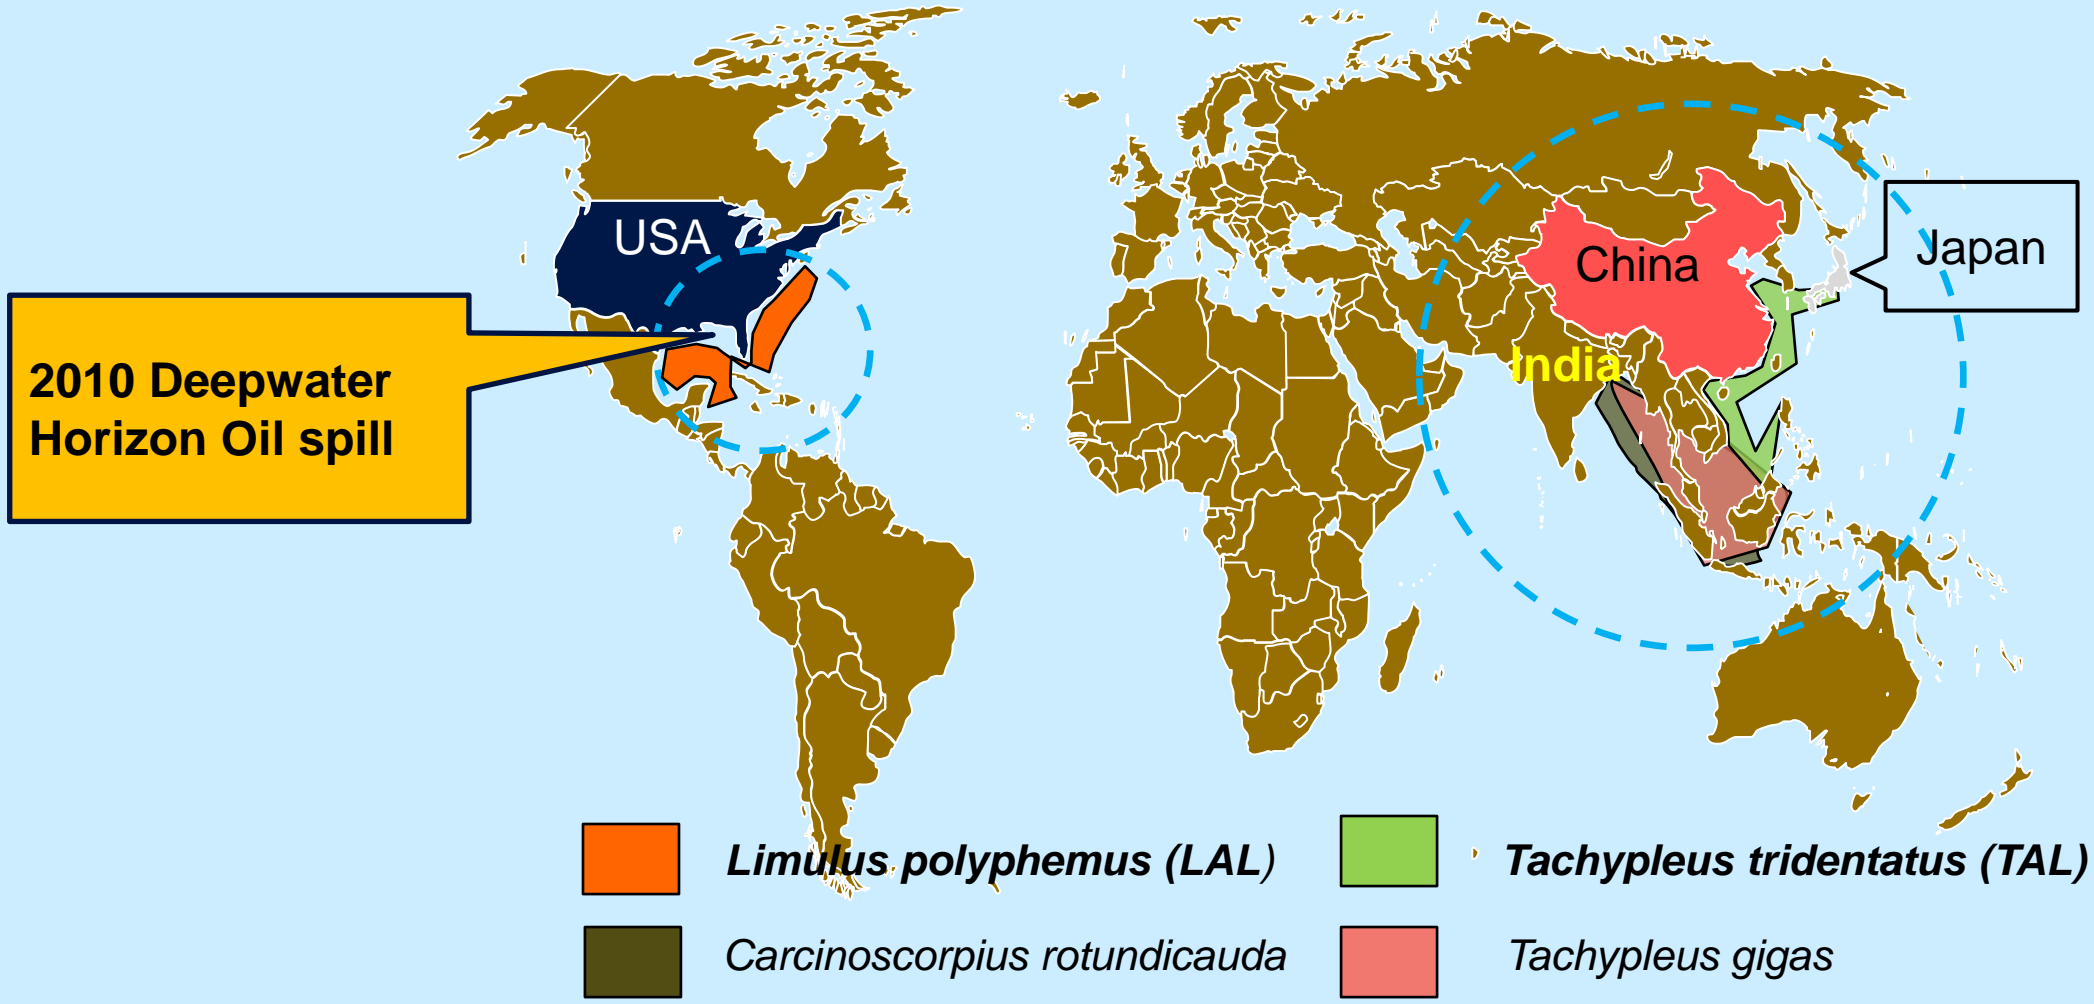 USA
China
Japan
India
2010 Deepwater
Horizon Oil spill
Limulus polyphemus (LAL)
Tachypleus tridentatus (TAL)
Carcinoscorpius rotundicauda
Tachypleus gigas